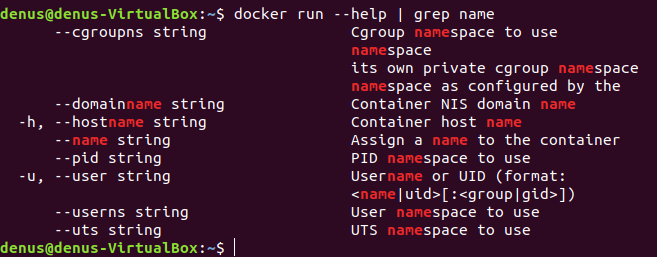 denus@denus-VirtualBox:~$ docker run --help | grep name
--cgroupns string Cgroup namespace to use
namespace
its own private cgroup namespace
namespace as configured by the
--domainname string Container NIS domain name
-h, --hostname string Container host name
--name string Assign a name to the container
--pid string PID namespace to use
-u, --user string Username or UID (format:
<name|uid>[:<group|gid>])
--userns string User namespace to use
--uts string UTS namespace to use
denus@denus-VirtualBox:~$